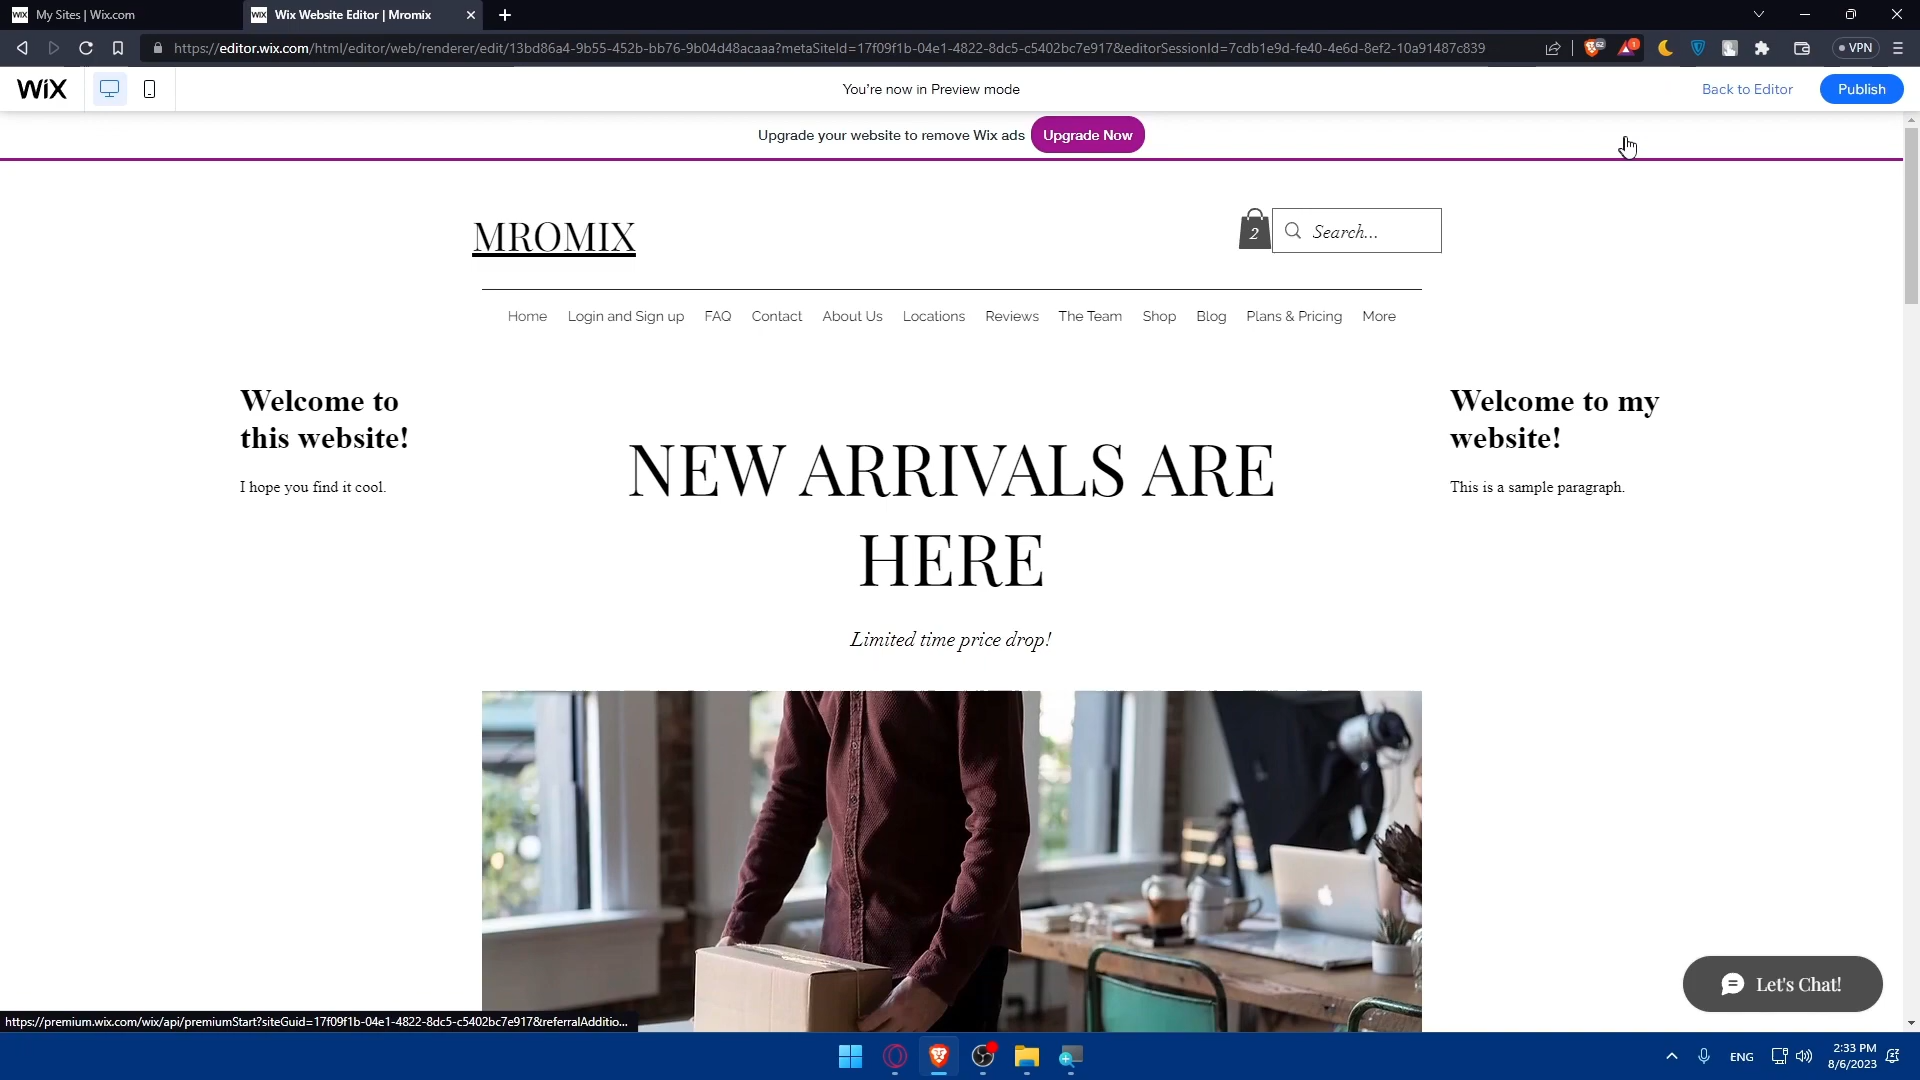 My Sites | Wix.com
Wix Website Editor | Mromix
https://editor.wix.com/html/editor/web/renderer/edit/13bd86a4-9b55-452b-bb76-9b04d48acaaa?metaSiteId=17f09f1b-04e1-4822-8dc5-c5402bc7e917&editorSessionId=7cdb1e9d-fe40-4e6d-8ef2-10a91487c839
62
1
VPN
WiX
You're now in Preview mode
Back to Editor
Publish
Upgrade your website to remove Wix ads
Upgrade Now
MROMIX
2
Search...
Home Login and Sign up FAQ Contact About Us Locations Reviews The Team Shop Blog Plans & Pricing More
Welcome to
this website!
I hope you find it cool.
NEW ARRIVALS ARE
HERE
Limited time price drop!
Welcome to my
website!
This is a sample paragraph.
Let's Chat!
https://premium.wix.com/wix/api/premiumStart?siteGuid=17f09f1b-04e1-4822-8dc5-c5402bc7e917&referralAdditio...
ENG
2:33 PM
8/6/2023